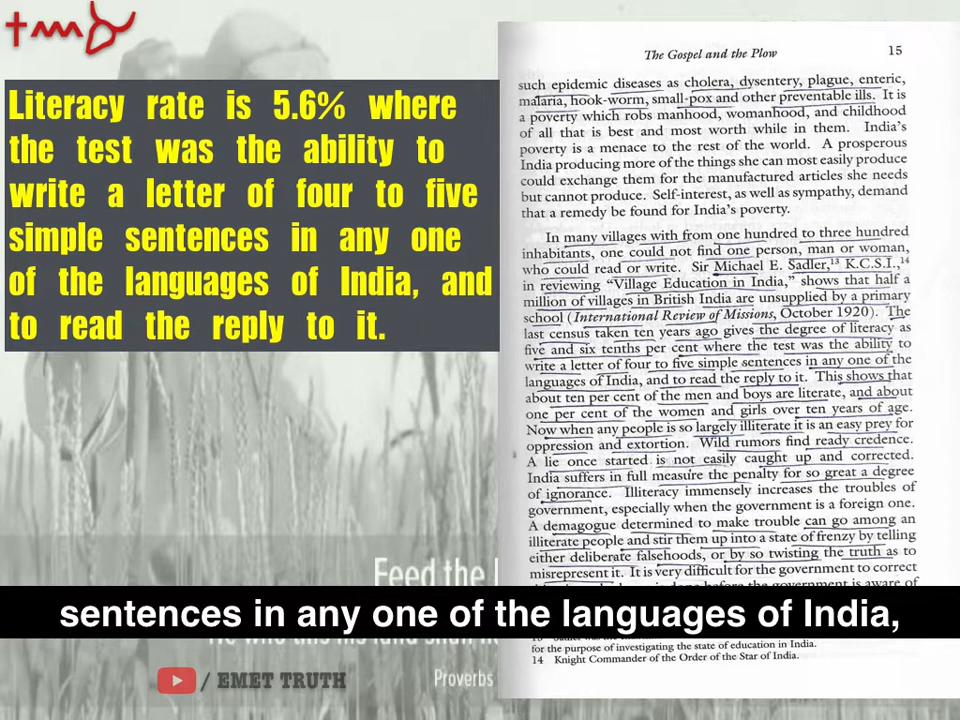 Literacy rate is 5.6% where
the test was the ability to
write a letter of four to five
simple sentences in any one
of the languages of India, and
to read the reply to it.
The Gospel and the Plow 15
such epidemic diseases as cholera, dysentery, plague, enteric,
malaria, hook-worm, small-pox and other preventable ills. It is
a poverty which robs manhood, womanhood, and childhood
of all that is best and most worth while in them. India's
poverty is a menace to the rest of the world. A prosperous
India producing more of the things she can most easily produce
could exchange them for the manufactured articles she needs
but cannot produce. Self-interest, as well as sympathy, demand
that a remedy be found for India's poverty.
In many villages with from one hundred to three hundred
inhabitants, one could not find one person, man or woman,
who could read or write. Sir Michael E. Sadler,13 K.C.S.I.,14
in reviewing "Village Education in India," shows that half a
million of villages in British India are unsupplied by a primary
school (International Review of Missions, October 1920). The
last census taken ten years ago gives the degree of literacy as
five and six tenths per cent where the test was the ability to
write a letter of four to five simple sentences in any one of the
languages of India, and to read the reply to it. This shows that
about ten per cent of the men and boys are literate, and about
one per cent of the women and girls over ten years of age.
Now when any people is so largely illiterate it is an easy prey for
oppression and extortion. Wild rumors find ready credence.
A lie once started is not easily caught up and corrected.
India suffers in full measure the penalty for so great a degree
of ignorance. Illiteracy immensely increases the troubles of
government, especially when the government is a foreign one.
A demagogue determined to make trouble can go among an
illiterate people and stir them up into a state of frenzy by telling
either deliberate falsehoods, or by so twisting the truth as to
misrepresent it. It is very difficult for the government to correct
Feed the
sentences in any one of the languages of India,
for the purpose of investigating the state of education in India.
14 Knight Commander of the Order of the Star of India.
/ EMET TRUTH
Proverbs